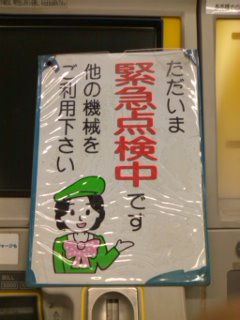 ただいま
緊急点検中です
他の機械を
ご利用下さい